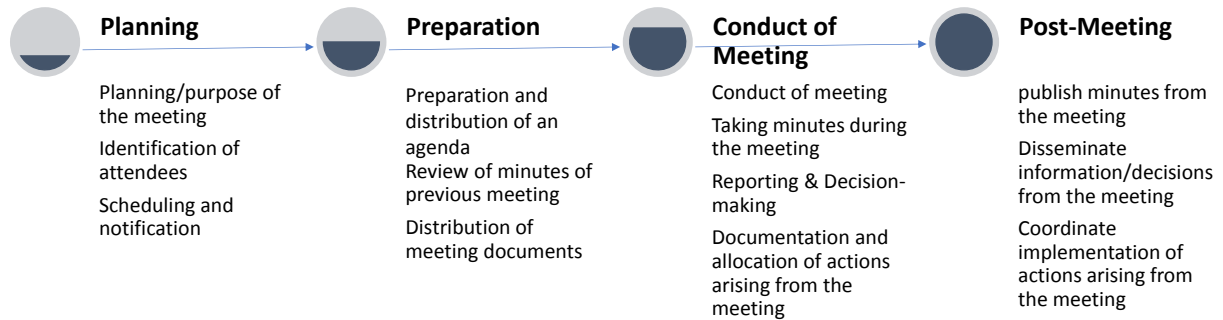 Planning
Planning/purpose of
the meeting
Identification of
attendees
Scheduling and
notification
Preparation
Preparation and
distribution of an
agenda
Review of minutes of
previous meeting
Distribution of
meeting documents
Conduct of
Meeting
Conduct of meeting
Taking minutes during
the meeting
Reporting & Decision-
making
Documentation and
allocation of actions
arising from the
meeting
Post-Meeting
publish minutes from
the meeting
Disseminate
information/decisions
from the meeting
Coordinate
implementation of
actions arising from
the meeting